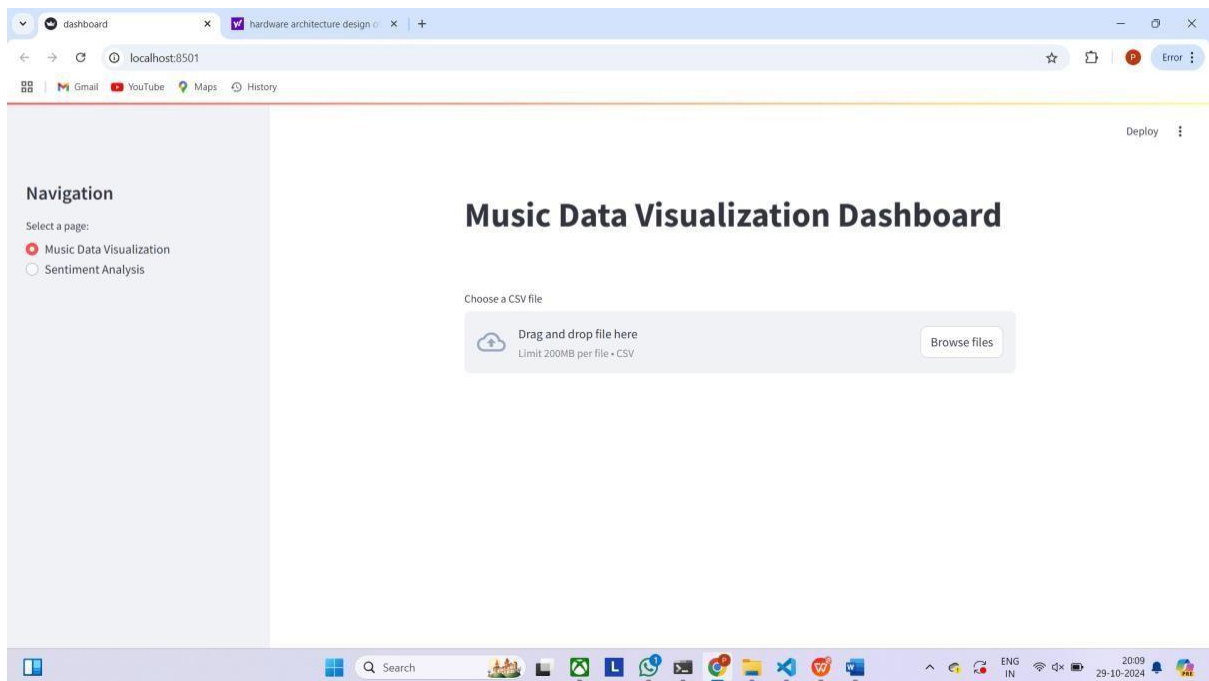 dashboard
hardware architecture design o
localhost:8501
P
Error
Gmail
YouTube
Maps
History
Deploy
Navigation
Select a page:
Music Data Visualization
Sentiment Analysis
Music Data Visualization Dashboard
Choose a CSV file
Drag and drop file here
Limit 200MB per file • CSV
Browse files
Search
L
1
P
W
ENG
IN
20:09
29-10-2024
PRE